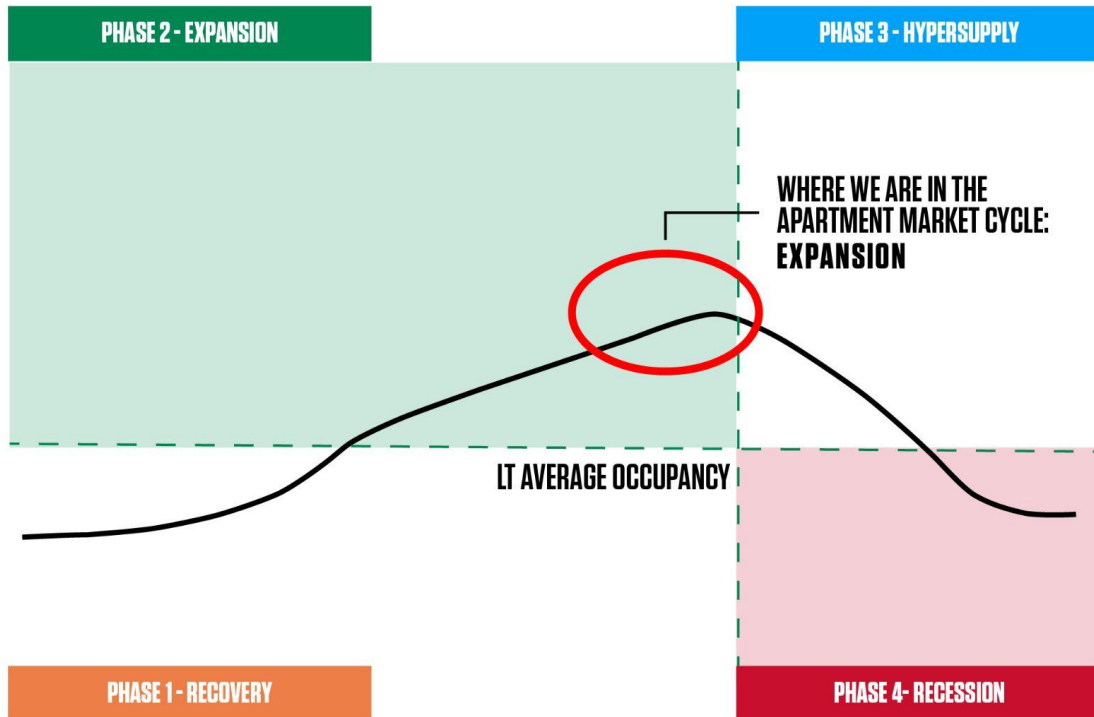 PHASE 2 - EXPANSION
PHASE 3 - HYPERSUPPLY
WHERE WE ARE IN THE
APARTMENT MARKET CYCLE:
EXPANSION
LT AVERAGE OCCUPANCY
PHASE 1 - RECOVERY
PHASE 4- RECESSION